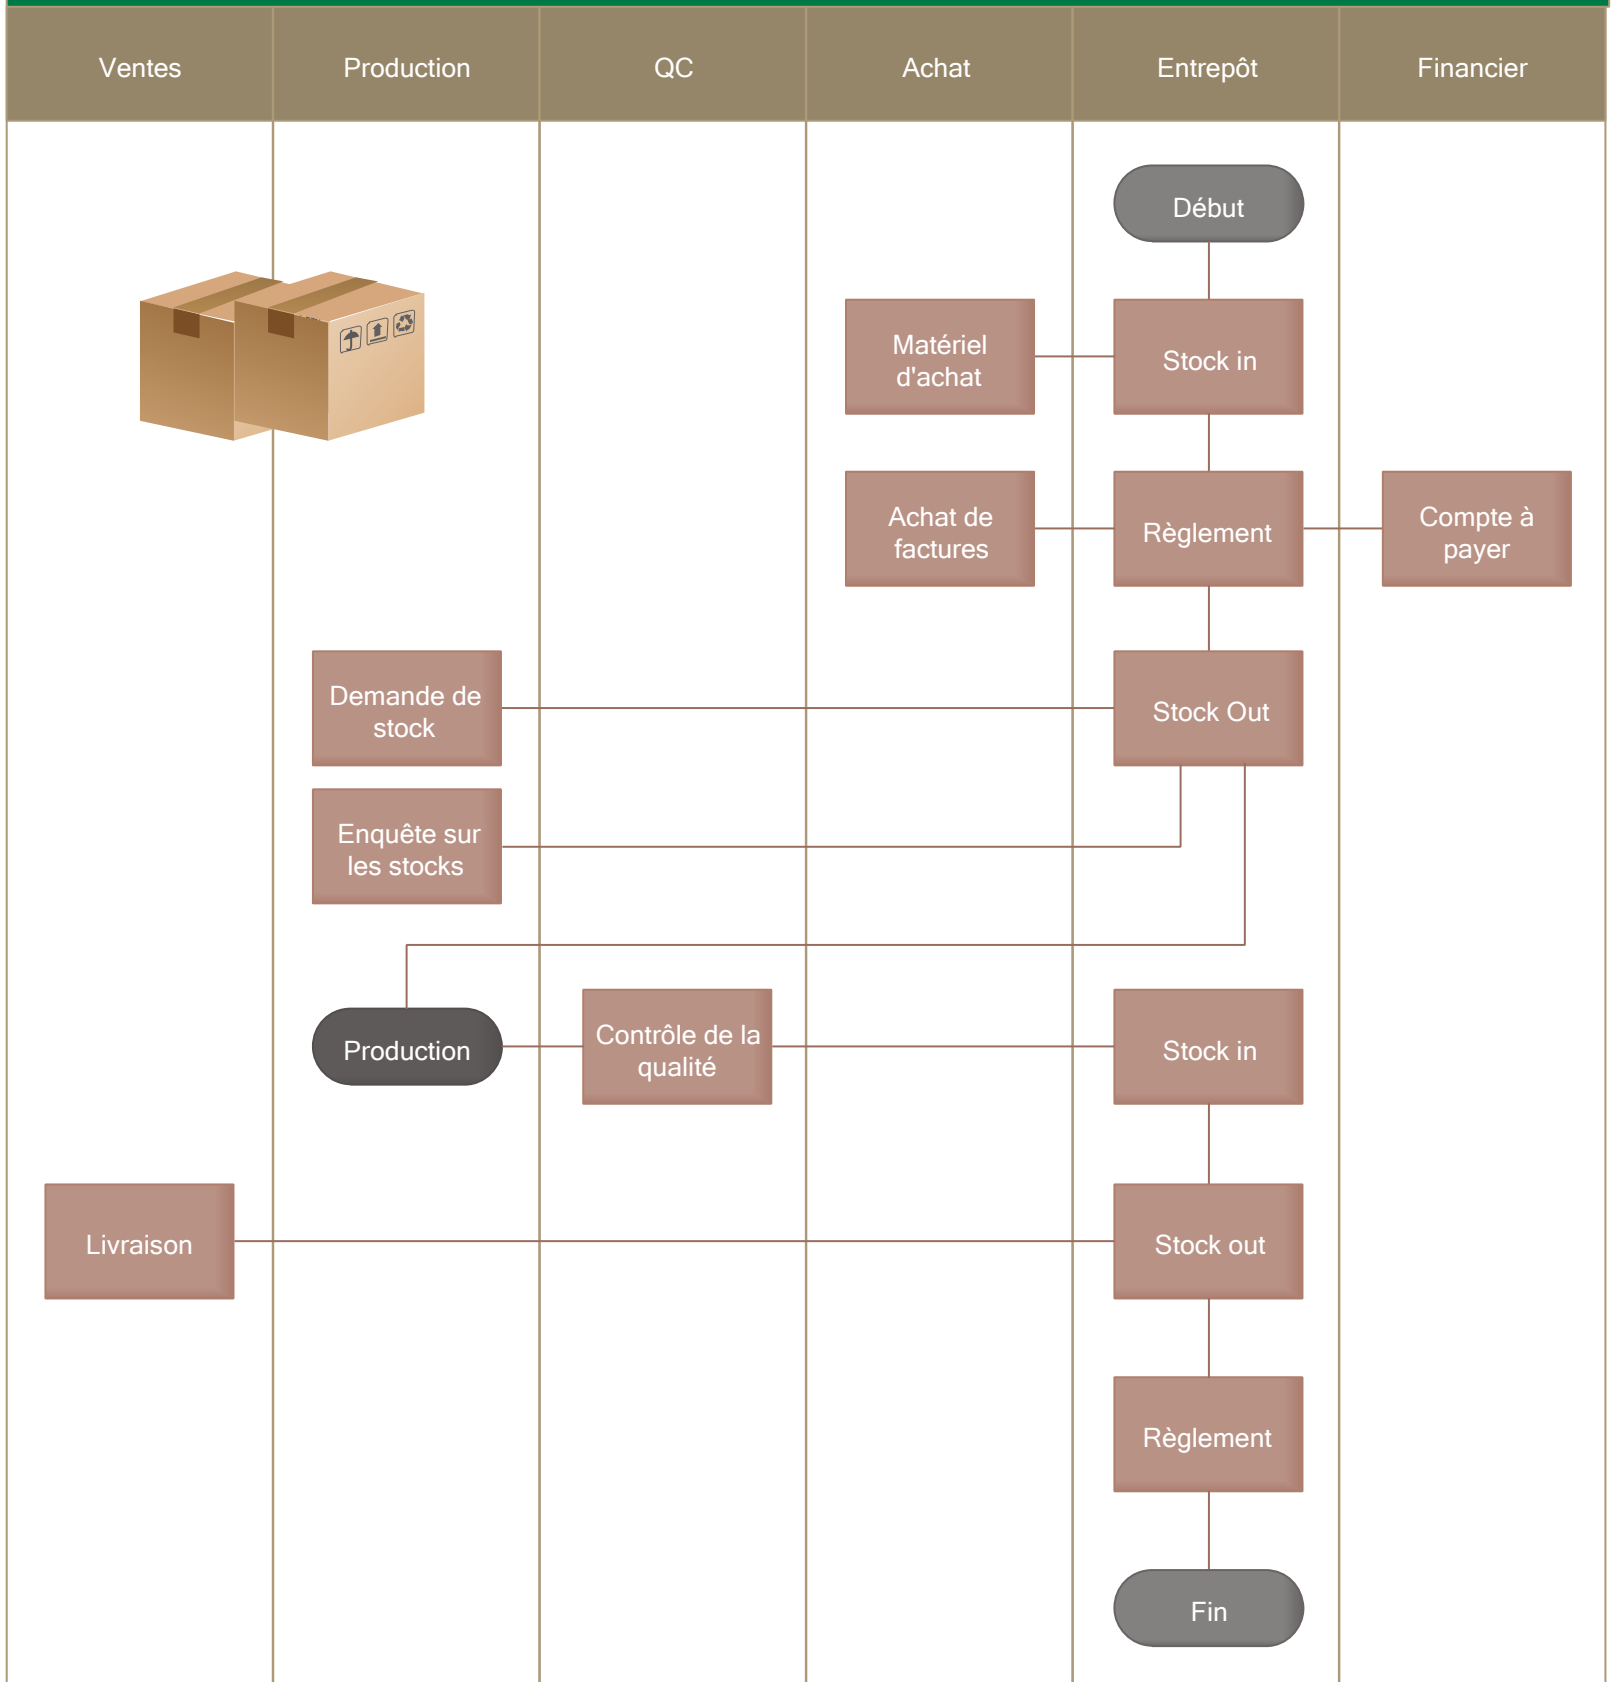 Ventes
Production
QC
Achat
Entrepôt
Financier
Début
Matériel
d'achat
Stock in
Achat de
factures
Règlement
Compte à
payer
Demande de
stock
Stock Out
Enquête sur
les stocks
Production
Contrôle de la
qualité
Stock in
Livraison
Stock out
Règlement
Fin